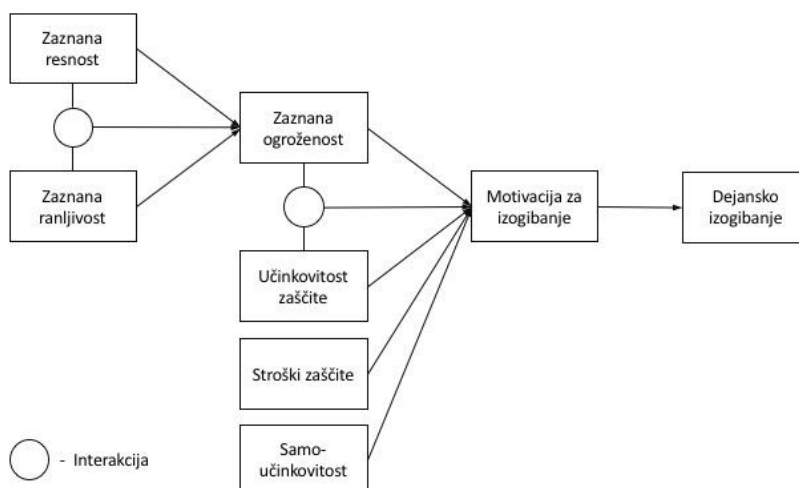 Zaznana
resnost
Zaznana
ranljivost
Zaznana
ogroženost
Učinkovitost
zaščite
Stroški zaščite
Samo-
učinkovitost
Motivacija za
izogibanje
Dejansko
izogibanje
- Interakcija